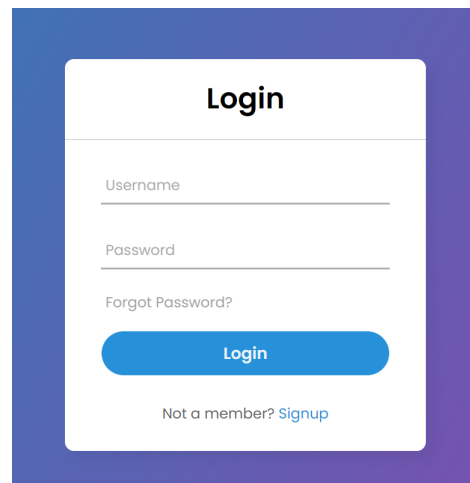 Login
Username
Password
Forgot Password?
Login
Not a member? Signup